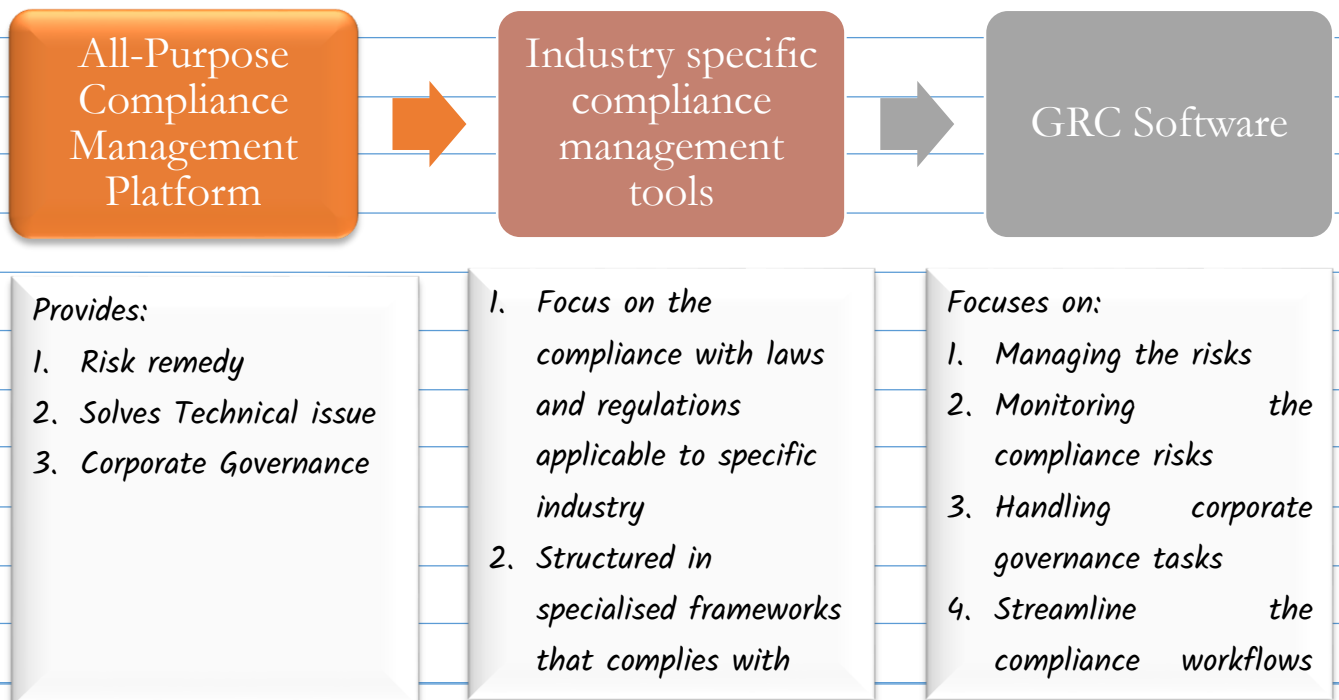 All-Purpose
Compliance
Management
Platform
Industry specific
compliance
management
tools
GRC Software
Provides:
1. Risk remedy
2. Solves Technical issue
3. Corporate Governance
1. Focus on the
compliance with laws
and regulations
applicable to specific
industry
2. Structured in
specialised frameworks
that complies with
Focuses on:
1. Managing the risks
2. Monitoring the
compliance risks
3. Handling corporate
governance tasks
4. Streamline the
compliance workflows